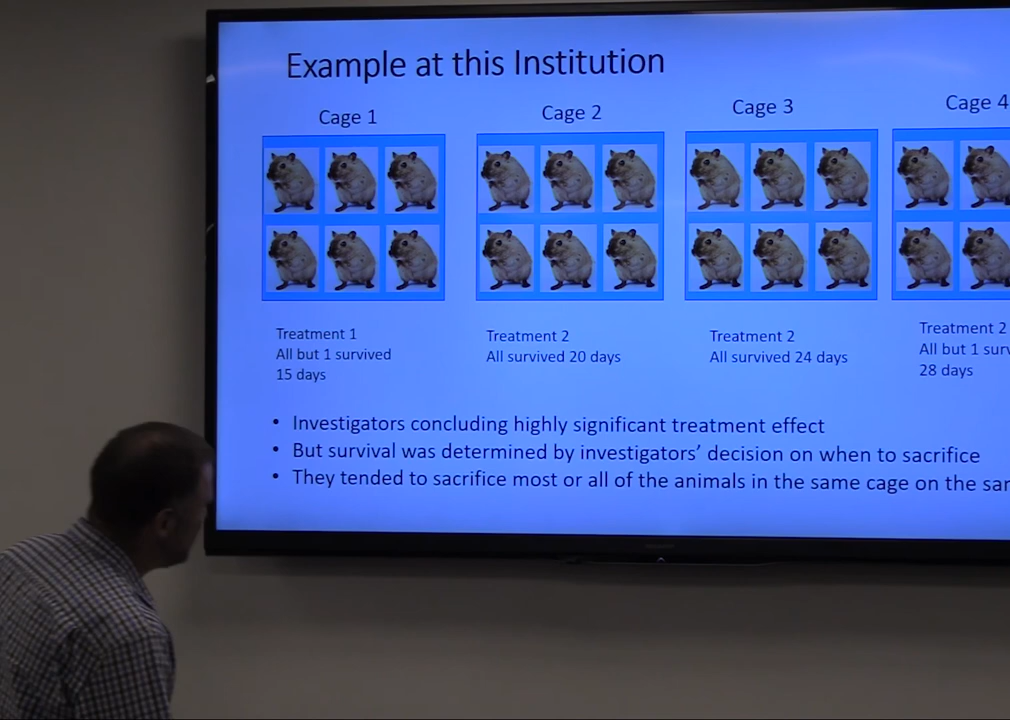 Example at this Institution
Cage 1
Cage 2
Cage 3
Cage 4
Treatment 1
All but 1 survived
15 days
Treatment 2
All survived 20 days
Treatment 2
All survived 24 days
Treatment 2
All but 1 surv
28 days
• Investigators concluding highly significant treatment effect
• But survival was determined by investigators' decision on when to sacrifice
• They tended to sacrifice most or all of the animals in the same cage on the sam